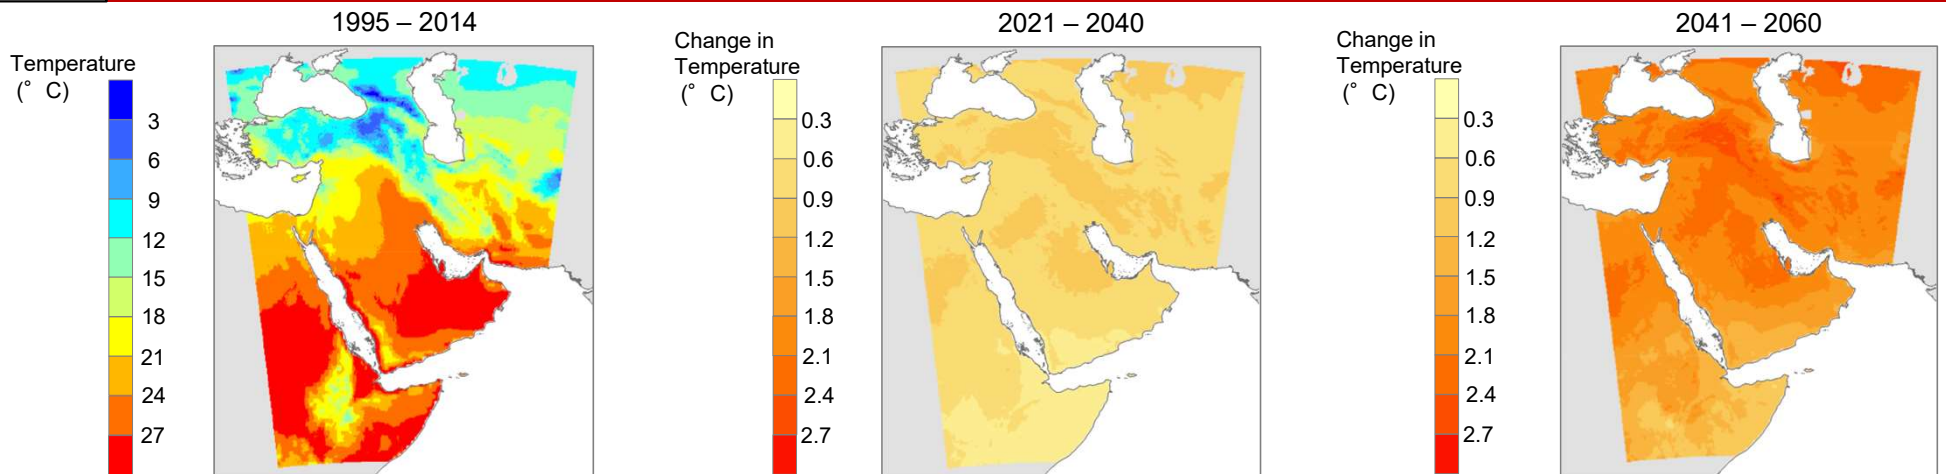 1995 – 2014
Temperature
(° C)
3
6
9
12
15
18
21
24
27
2021 – 2040
Change in
Temperature
(° C)
0.3
0.6
0.9
1.2
1.5
1.8
2.1
2.4
2.7
2041 – 2060
Change in
Temperature
(° C)
0.3
0.6
0.9
1.2
1.5
1.8
2.1
2.4
2.7